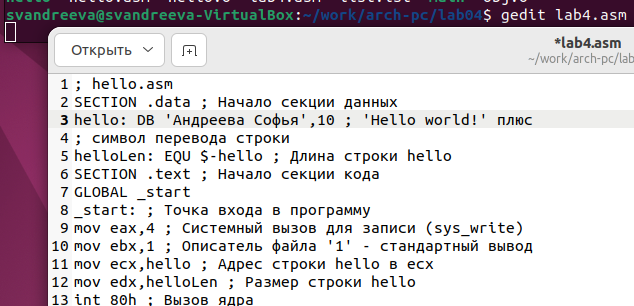 svandreeva@svandreeva-VirtualBox:~/work/arch-pc/lab04$ gedit lab4.asm
Открыть
*lab4.asm
~/work/arch-pc/lab
1 ; hello.asm
2 SECTION .data ; Начало секции данных
3 hello: DB 'Андреева Софья',10 ; 'Hello world!' плюс
4 ; символ перевода строки
5 helloLen: EQU $-hello ; Длина строки hello
6 SECTION .text ; Начало секции кода
7 GLOBAL _start
8 _start: ; Точка входа в программу
9 mov eax,4 ; Системный вызов для записи (sys_write)
10 mov ebx,1 ; Описатель файла '1' - стандартный вывод
11 mov ecx,hello ; Адрес строки hello в ecx
12 mov edx,helloLen ; Размер строки hello
13 int 80h ; Вызов ядра